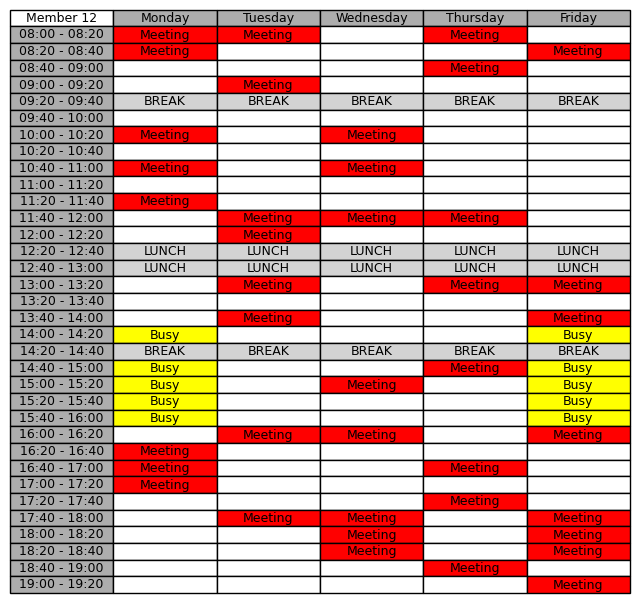 Member 12 Monday Tuesday Wednesday Thursday Friday
08:00 - 08:20 Meeting Meeting Meeting
08:20 - 08:40 Meeting Meeting
08:40 - 09:00 Meeting
09:00 - 09:20 Meeting
09:20 - 09:40 BREAK BREAK BREAK BREAK BREAK
09:40 - 10:00
10:00 - 10:20 Meeting Meeting
10:20 - 10:40
10:40 - 11:00 Meeting Meeting
11:00 - 11:20
11:20 - 11:40 Meeting
11:40 - 12:00 Meeting Meeting Meeting
12:00 - 12:20 Meeting
12:20 - 12:40 LUNCH LUNCH LUNCH LUNCH LUNCH
12:40 - 13:00 LUNCH LUNCH LUNCH LUNCH LUNCH
13:00 - 13:20 Meeting Meeting Meeting
13:20 - 13:40
13:40 - 14:00 Meeting Meeting
14:00 - 14:20 Busy Busy
14:20 - 14:40 BREAK BREAK BREAK BREAK BREAK
14:40 - 15:00 Busy Meeting Busy
15:00 - 15:20 Busy Meeting Busy
15:20 - 15:40 Busy Busy
15:40 - 16:00 Busy Busy
16:00 - 16:20 Meeting Meeting Meeting
16:20 - 16:40 Meeting
16:40 - 17:00 Meeting Meeting
17:00 - 17:20 Meeting
17:20 - 17:40 Meeting
17:40 - 18:00 Meeting Meeting Meeting
18:00 - 18:20 Meeting Meeting
18:20 - 18:40 Meeting Meeting
18:40 - 19:00 Meeting
19:00 - 19:20 Meeting